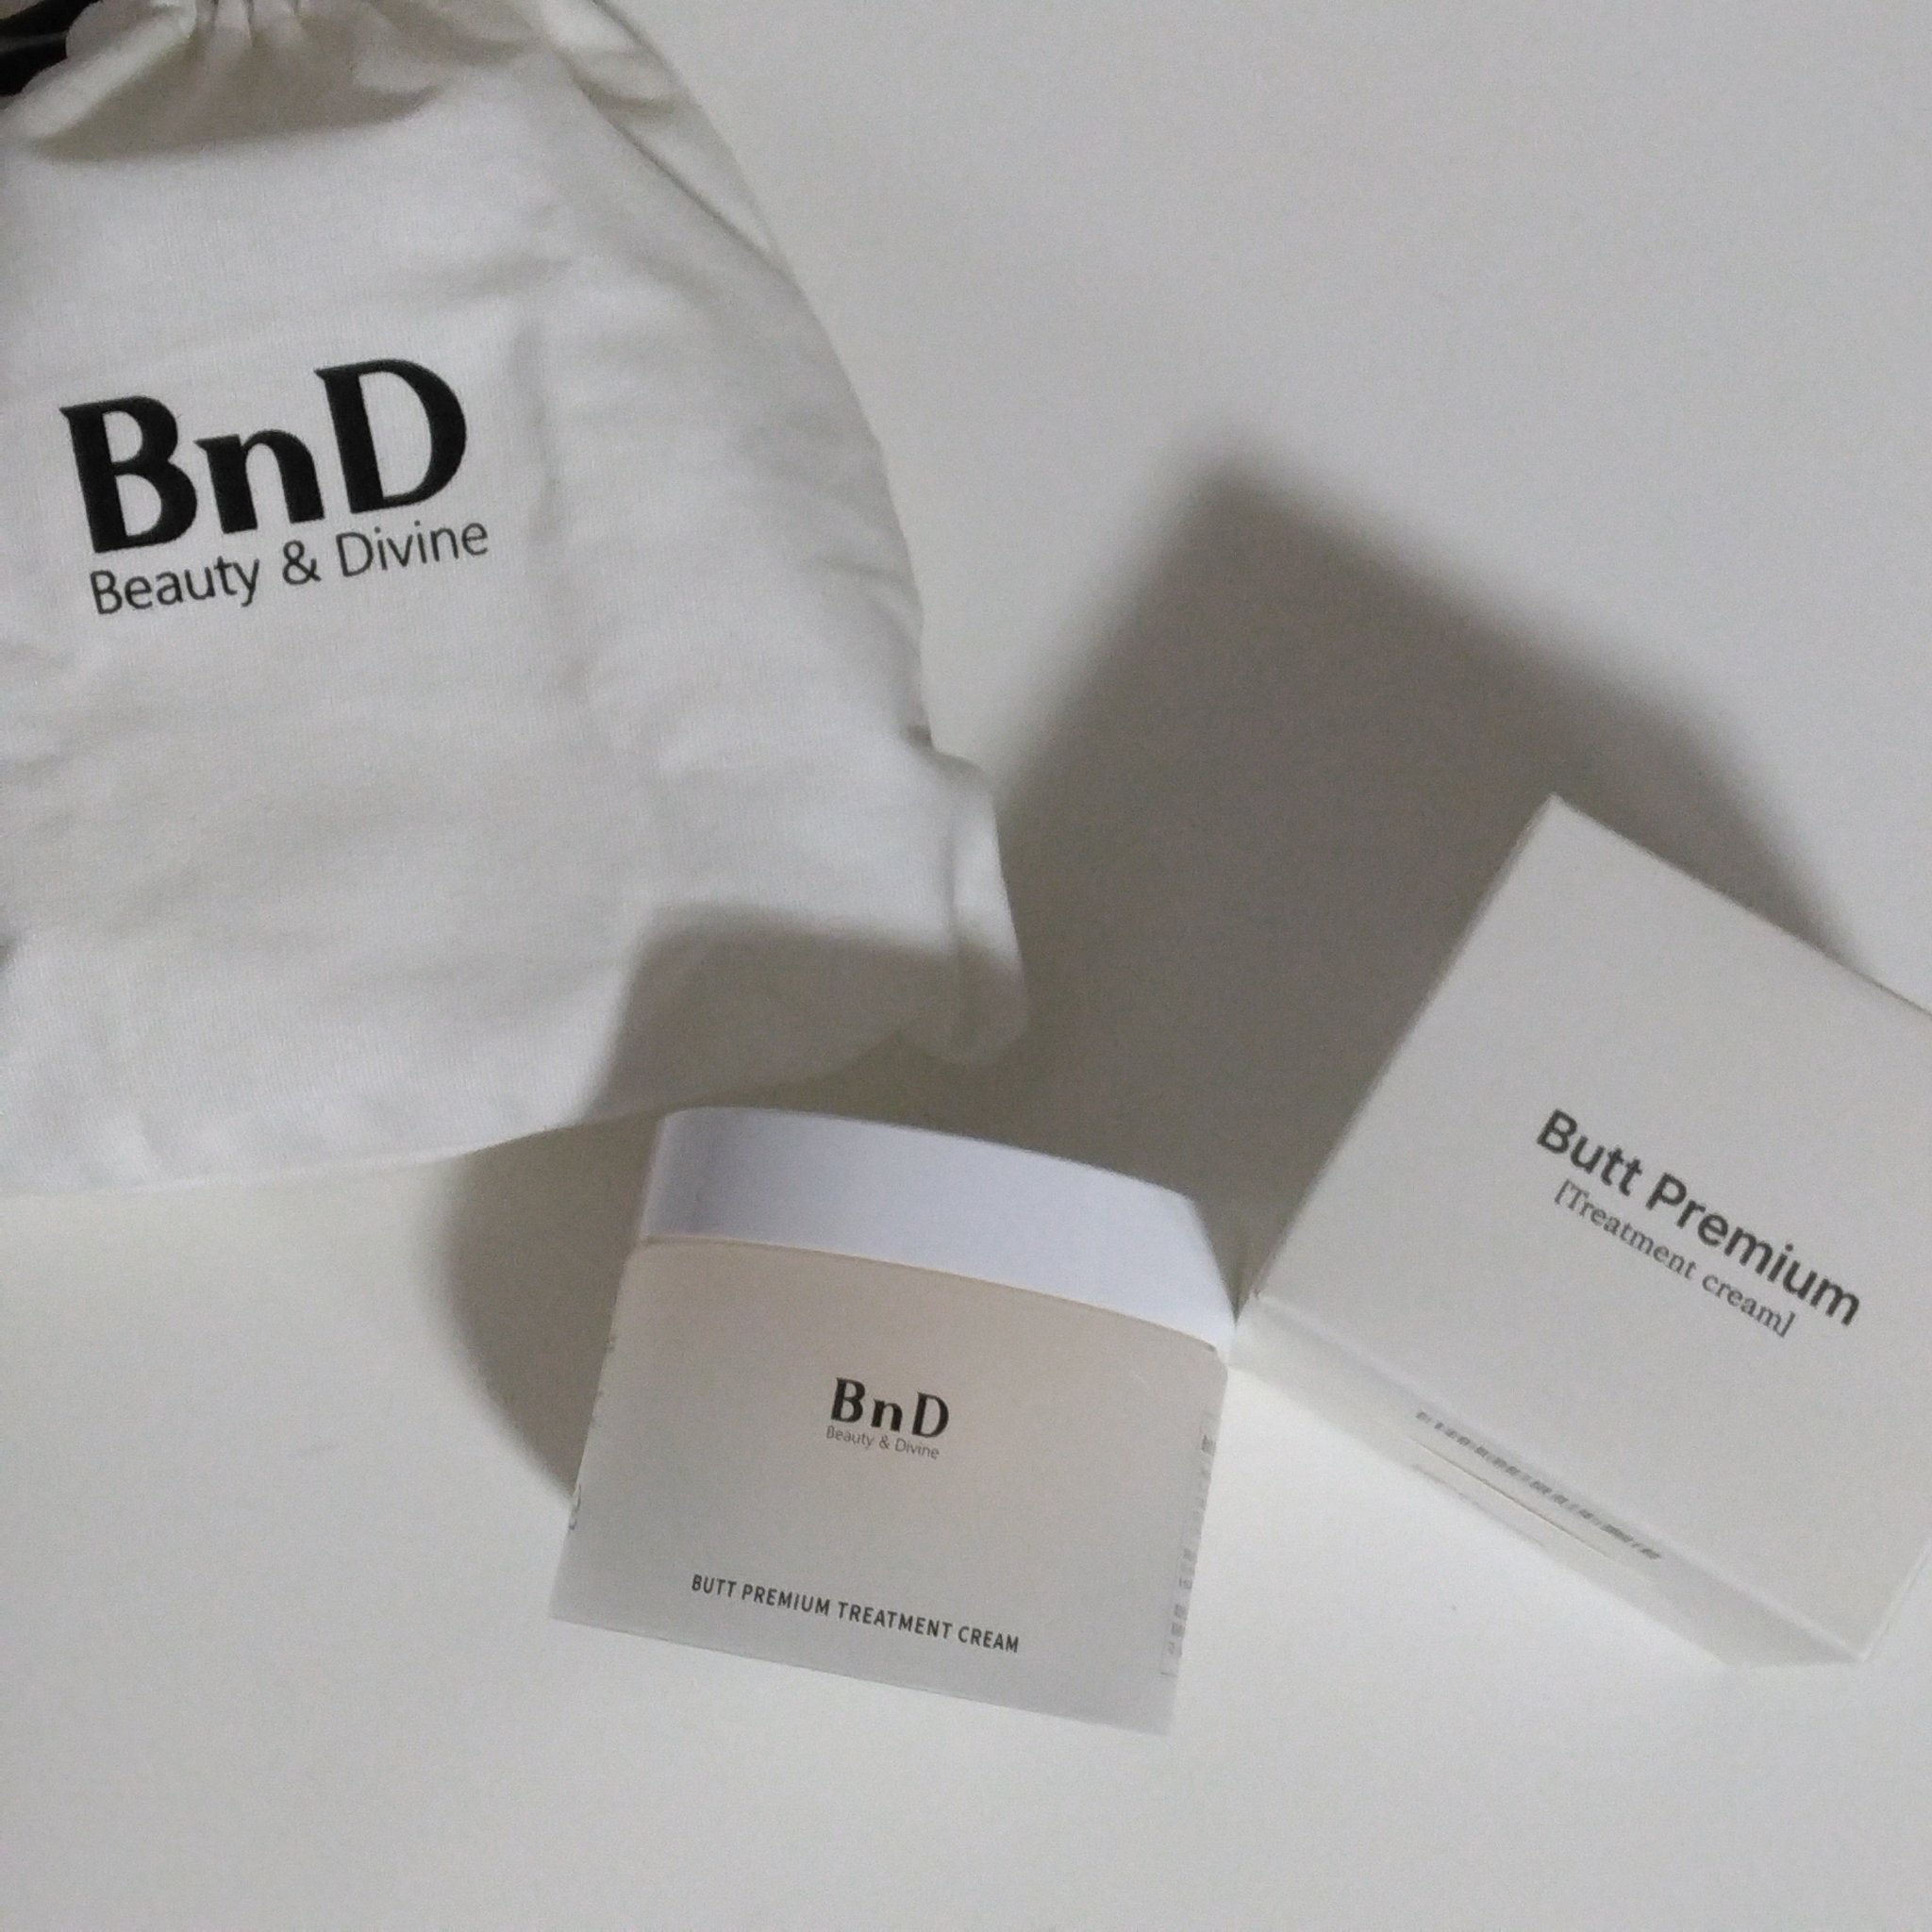 BnD
Beauty & Divine
Butt Premium
[Treatment cream]
BnD
Beauty & Divine
BUTT PREMIUM TREATMENT CREAM